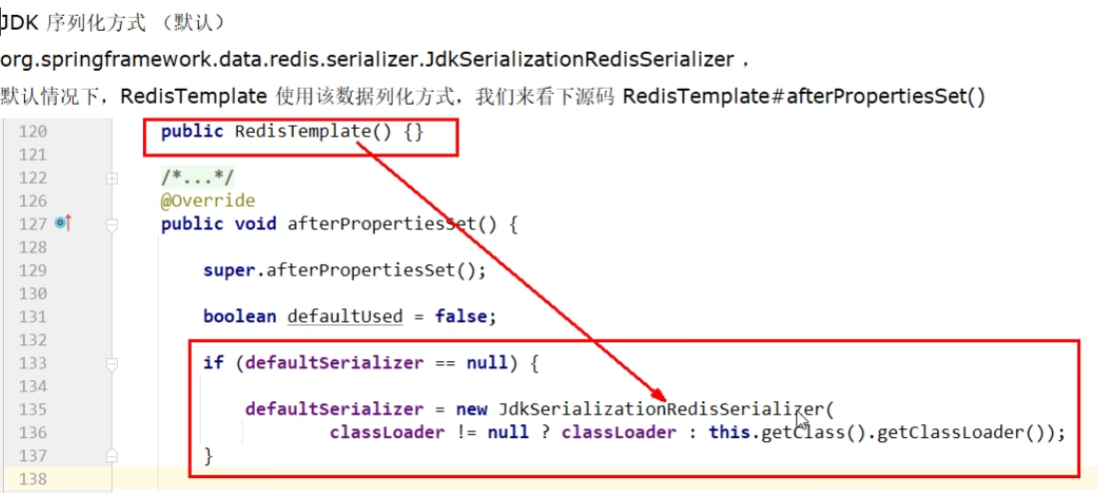 JDK 序列化方式 （默认）
org.springframework.data.redis.serializer.JdkSerializationRedisSerializer ，
默认情况下，RedisTemplate 使用该数据列化方式，我们来看下源码 RedisTemplate#afterPropertiesSet()
120 public RedisTemplate() {}
121
122 /*...*/
126 @Override
127 public void afterPropertiesSet() {
128
129 super.afterPropertiesSet();
130
131 boolean defaultUsed = false;
132
133 if (defaultSerializer == null) {
134
135 defaultSerializer = new JdkSerializationRedisSerializer(
136 classLoader != null ? classLoader : this.getClass().getClassLoader());
137 }
138